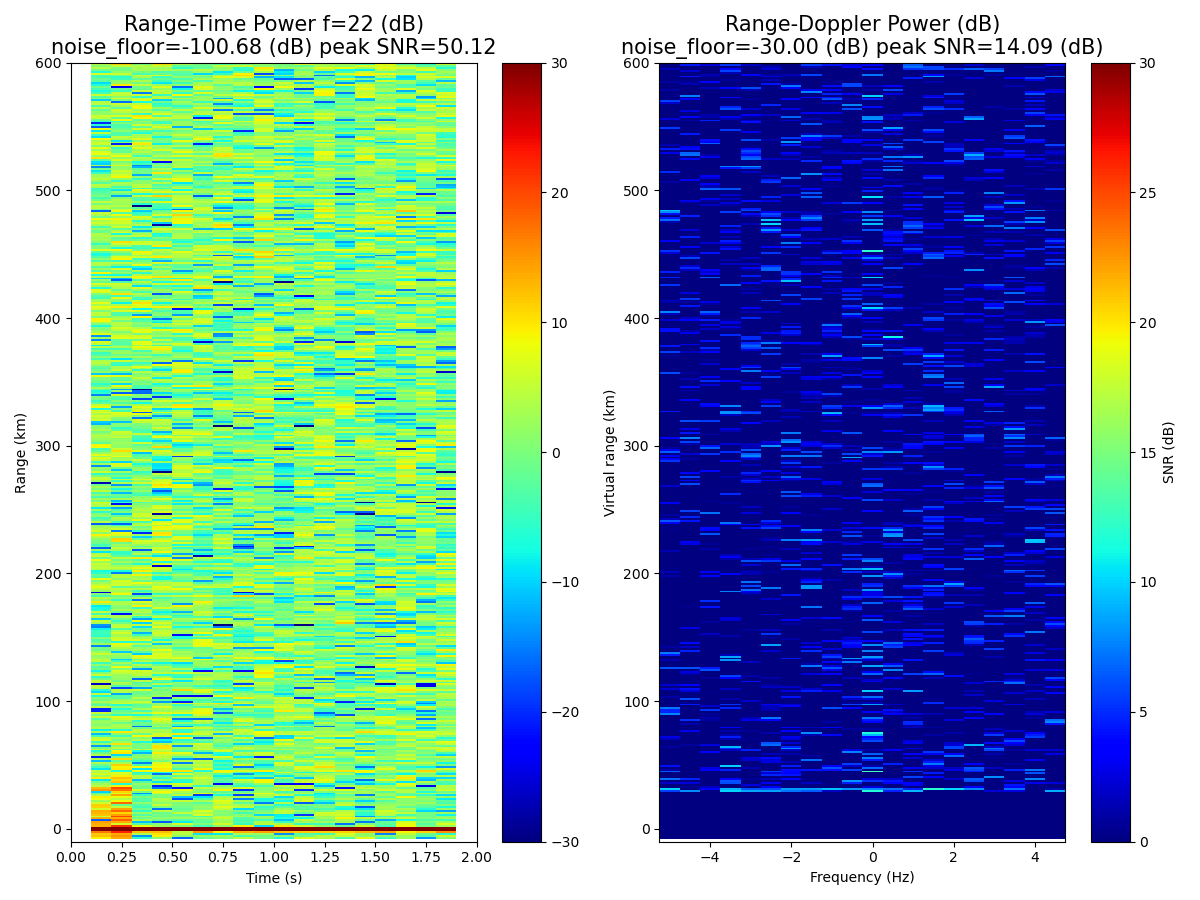 Range-Time Power f=22 (dB)
noise_floor=-100.68 (dB) peak SNR=50.12
600
500
400
300
200
100
0
Range (km)
0.00 0.25 0.50 0.75 1.00 1.25 1.50 1.75 2.00
Time (s)
30
20
10
0
−10
−20
−30
Range-Doppler Power (dB)
noise_floor=-30.00 (dB) peak SNR=14.09 (dB)
600
500
400
300
200
100
0
Virtual range (km)
−4 −2 0 2 4
Frequency (Hz)
30
25
20
15
10
5
0
SNR (dB)